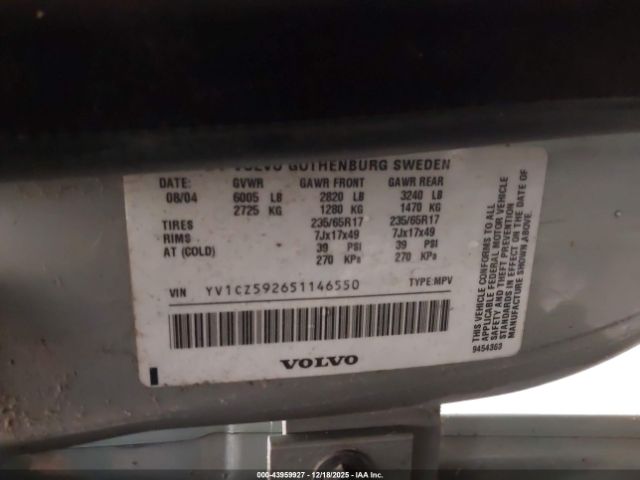 VOLVO GOTHENBURG SWEDEN
DATE: GVWR GAWR FRONT GAWR REAR
08/04 6005 LB 2820 LB 3240 LB
2725 KG 1280 KG 1470 KG
TIRES 235/65R17 235/65R17
RIMS 7Jx17x49 7Jx17x49
AT (COLD) 39 PSI 39 PSI
270 KPa 270 KPa
VIN YV1CZ592651146550 TYPE:MPV
VOLVO
THIS VEHICLE CONFORMS TO ALL
APPLICABLE FEDERAL MOTOR VEHICLE
SAFETY AND THEFT PREVENTION
STANDARDS IN EFFECT ON THE DATE OF
MANUFACTURE SHOWN ABOVE.
9454363
000-43959927 - 12/18/2025 - IAA Inc.